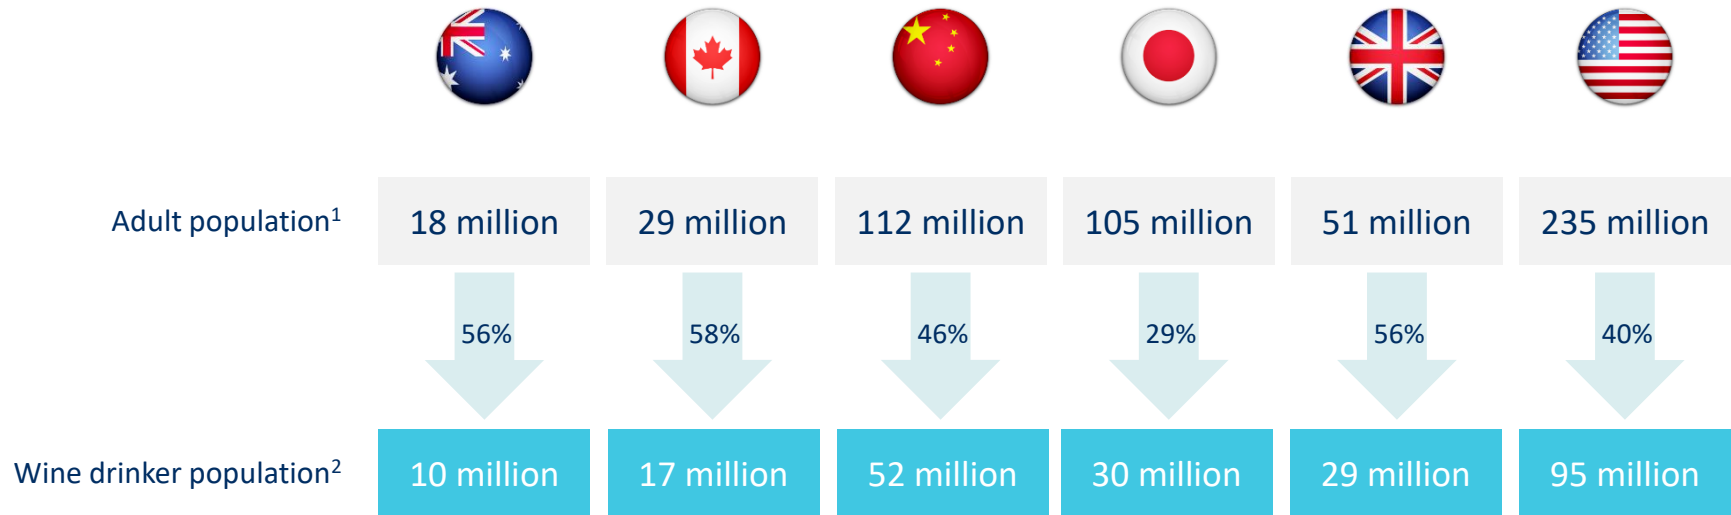 Adult population¹ 18 million 29 million 112 million 105 million 51 million 235 million
56% 58% 46% 29% 56% 40%
Wine drinker population² 10 million 17 million 52 million 30 million 29 million 95 million